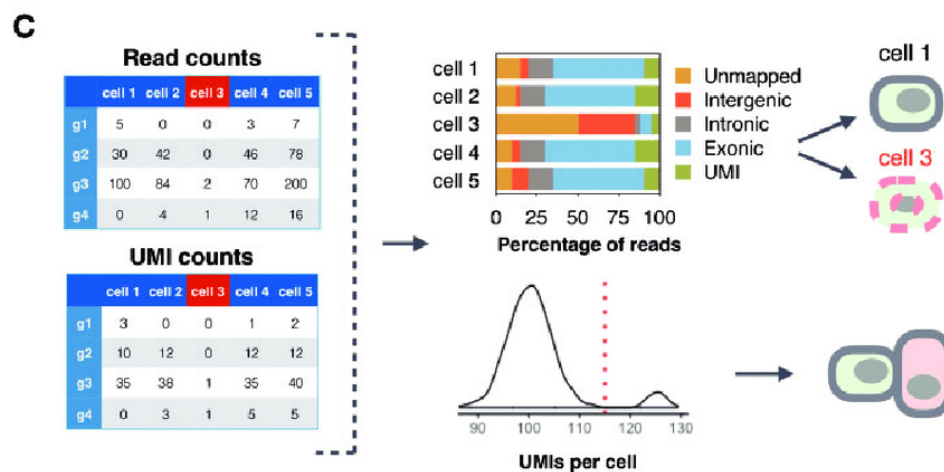 C
Read counts
cell 1 cell 2 cell 3 cell 4 cell 5
g1 5 0 0 3 7
g2 30 42 0 46 78
g3 100 84 2 70 200
g4 0 4 1 12 16
UMI counts
cell 1 cell 2 cell 3 cell 4 cell 5
g1 3 0 0 1 2
g2 10 12 0 12 12
g3 35 38 1 35 40
g4 0 3 1 5 5
cell 1
cell 2
cell 3
cell 4
cell 5
0 25 50 75 100
Percentage of reads
Unmapped
Intergenic
Intronic
Exonic
UMI
cell 1
cell 3
90 100 110 120 130
UMIs per cell